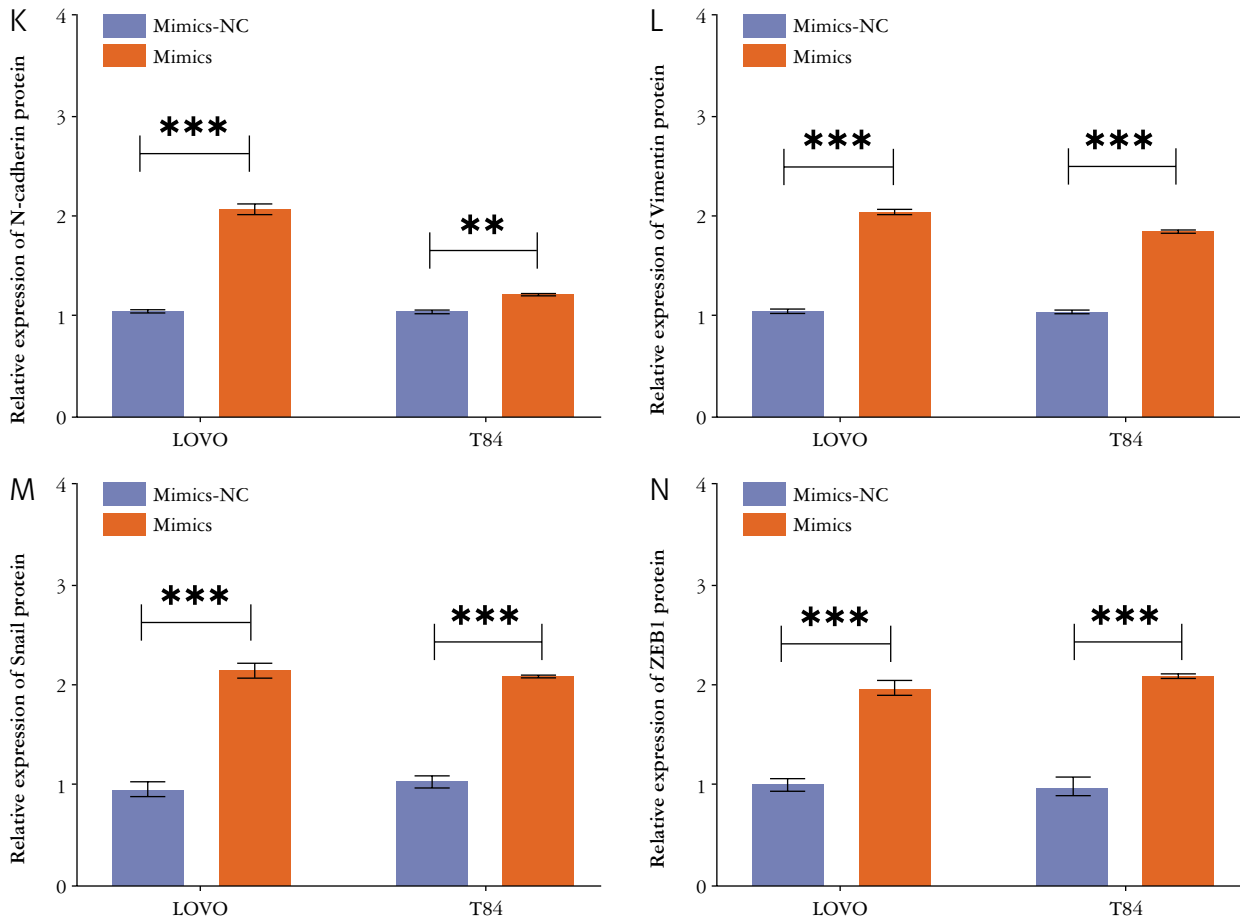 K
Relative expression of N-cadherin protein
4
3
2
1
0
Mimics-NC
Mimics
***
**
LOVO
T84
L
Relative expression of Vimentin protein
4
3
2
1
0
Mimics-NC
Mimics
***
***
LOVO
T84
M
Relative expression of Snail protein
4
3
2
1
0
Mimics-NC
Mimics
***
***
LOVO
T84
N
Relative expression of ZEB1 protein
4
3
2
1
0
Mimics-NC
Mimics
***
***
LOVO
T84